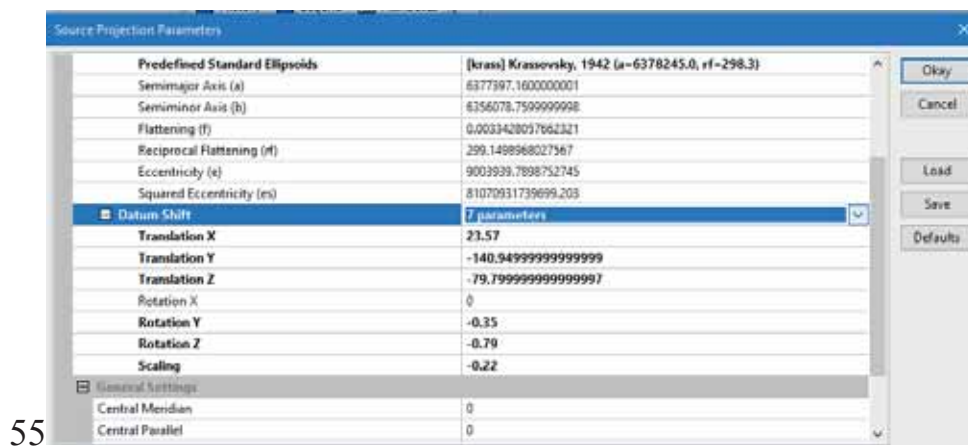 Source Projection Parameters
Predefined Standard Ellipsoids [krass] Krassovsky, 1942 (a=6378245.0, rf=298.3)
Semimajor Axis (a) 6377397.1600000001
Semiminor Axis (b) 6356078.7599999998
Flattening (f) 0.0033428057662321
Reciprocal Flattening (rf) 299.1498968027567
Eccentricity (e) 9003939.7898752745
Squared Eccentricity (es) 81070931739699.203
Datum Shift 7 parameters
Translation X 23.57
Translation Y -140.94999999999999
Translation Z -79.799999999999997
Rotation X 0
Rotation Y -0.35
Rotation Z -0.79
Scaling -0.22
General Settings
Central Meridian 0
Central Parallel 0
Okay
Cancel
Load
Save
Defaults
55